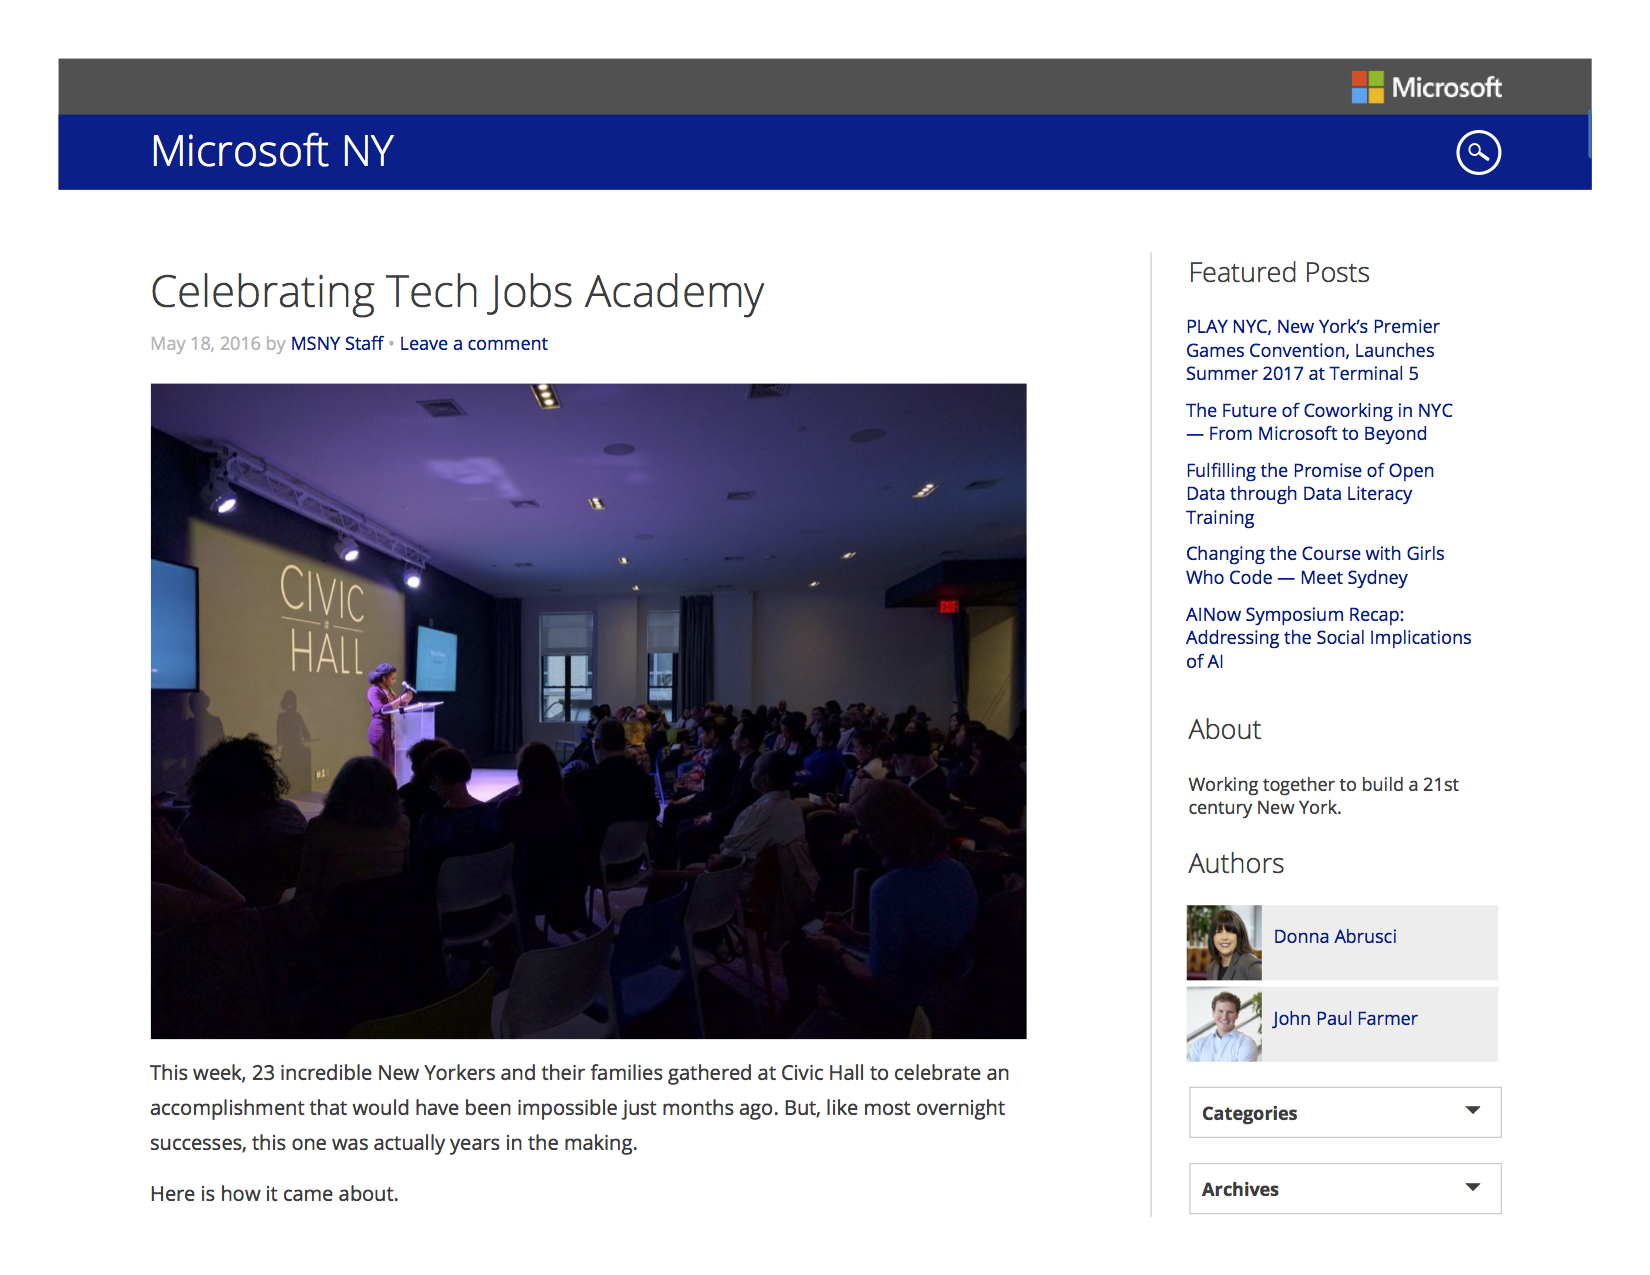 Microsoft
Microsoft NY
Celebrating Tech Jobs Academy
May 18, 2016 by MSNY Staff • Leave a comment
CIVIC
HALL
EXIT
This week, 23 incredible New Yorkers and their families gathered at Civic Hall to celebrate an
accomplishment that would have been impossible just months ago. But, like most overnight
successes, this one was actually years in the making.
Here is how it came about.
Featured Posts
PLAY NYC, New York’s Premier
Games Convention, Launches
Summer 2017 at Terminal 5
The Future of Coworking in NYC
— From Microsoft to Beyond
Fulfilling the Promise of Open
Data through Data Literacy
Training
Changing the Course with Girls
Who Code — Meet Sydney
AINow Symposium Recap:
Addressing the Social Implications
of AI
About
Working together to build a 21st
century New York.
Authors
Donna Abrusci
John Paul Farmer
Categories
Archives